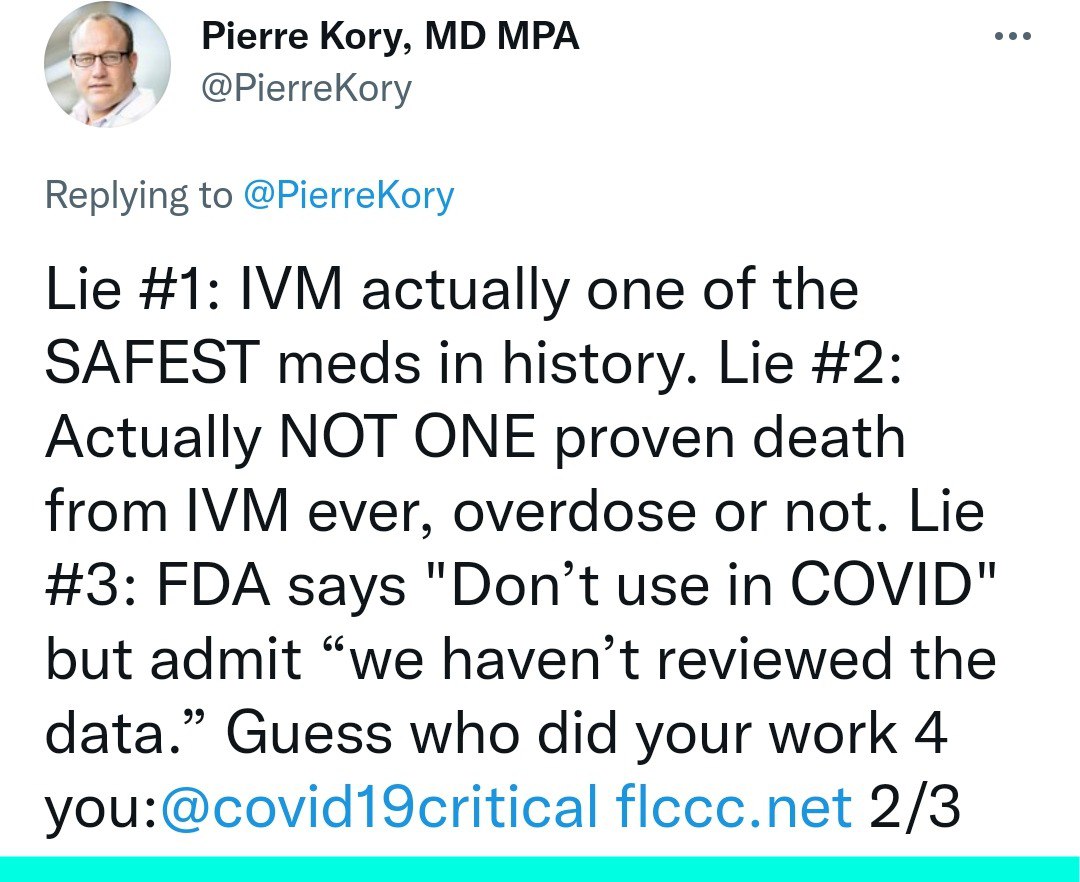 Pierre Kory, MD MPA
@PierreKory
Replying to @PierreKory
Lie #1: IVM actually one of the
SAFEST meds in history. Lie #2:
Actually NOT ONE proven death
from IVM ever, overdose or not. Lie
#3: FDA says "Don’t use in COVID"
but admit “we haven’t reviewed the
data.” Guess who did your work 4
you:@covid19critical flccc.net 2/3